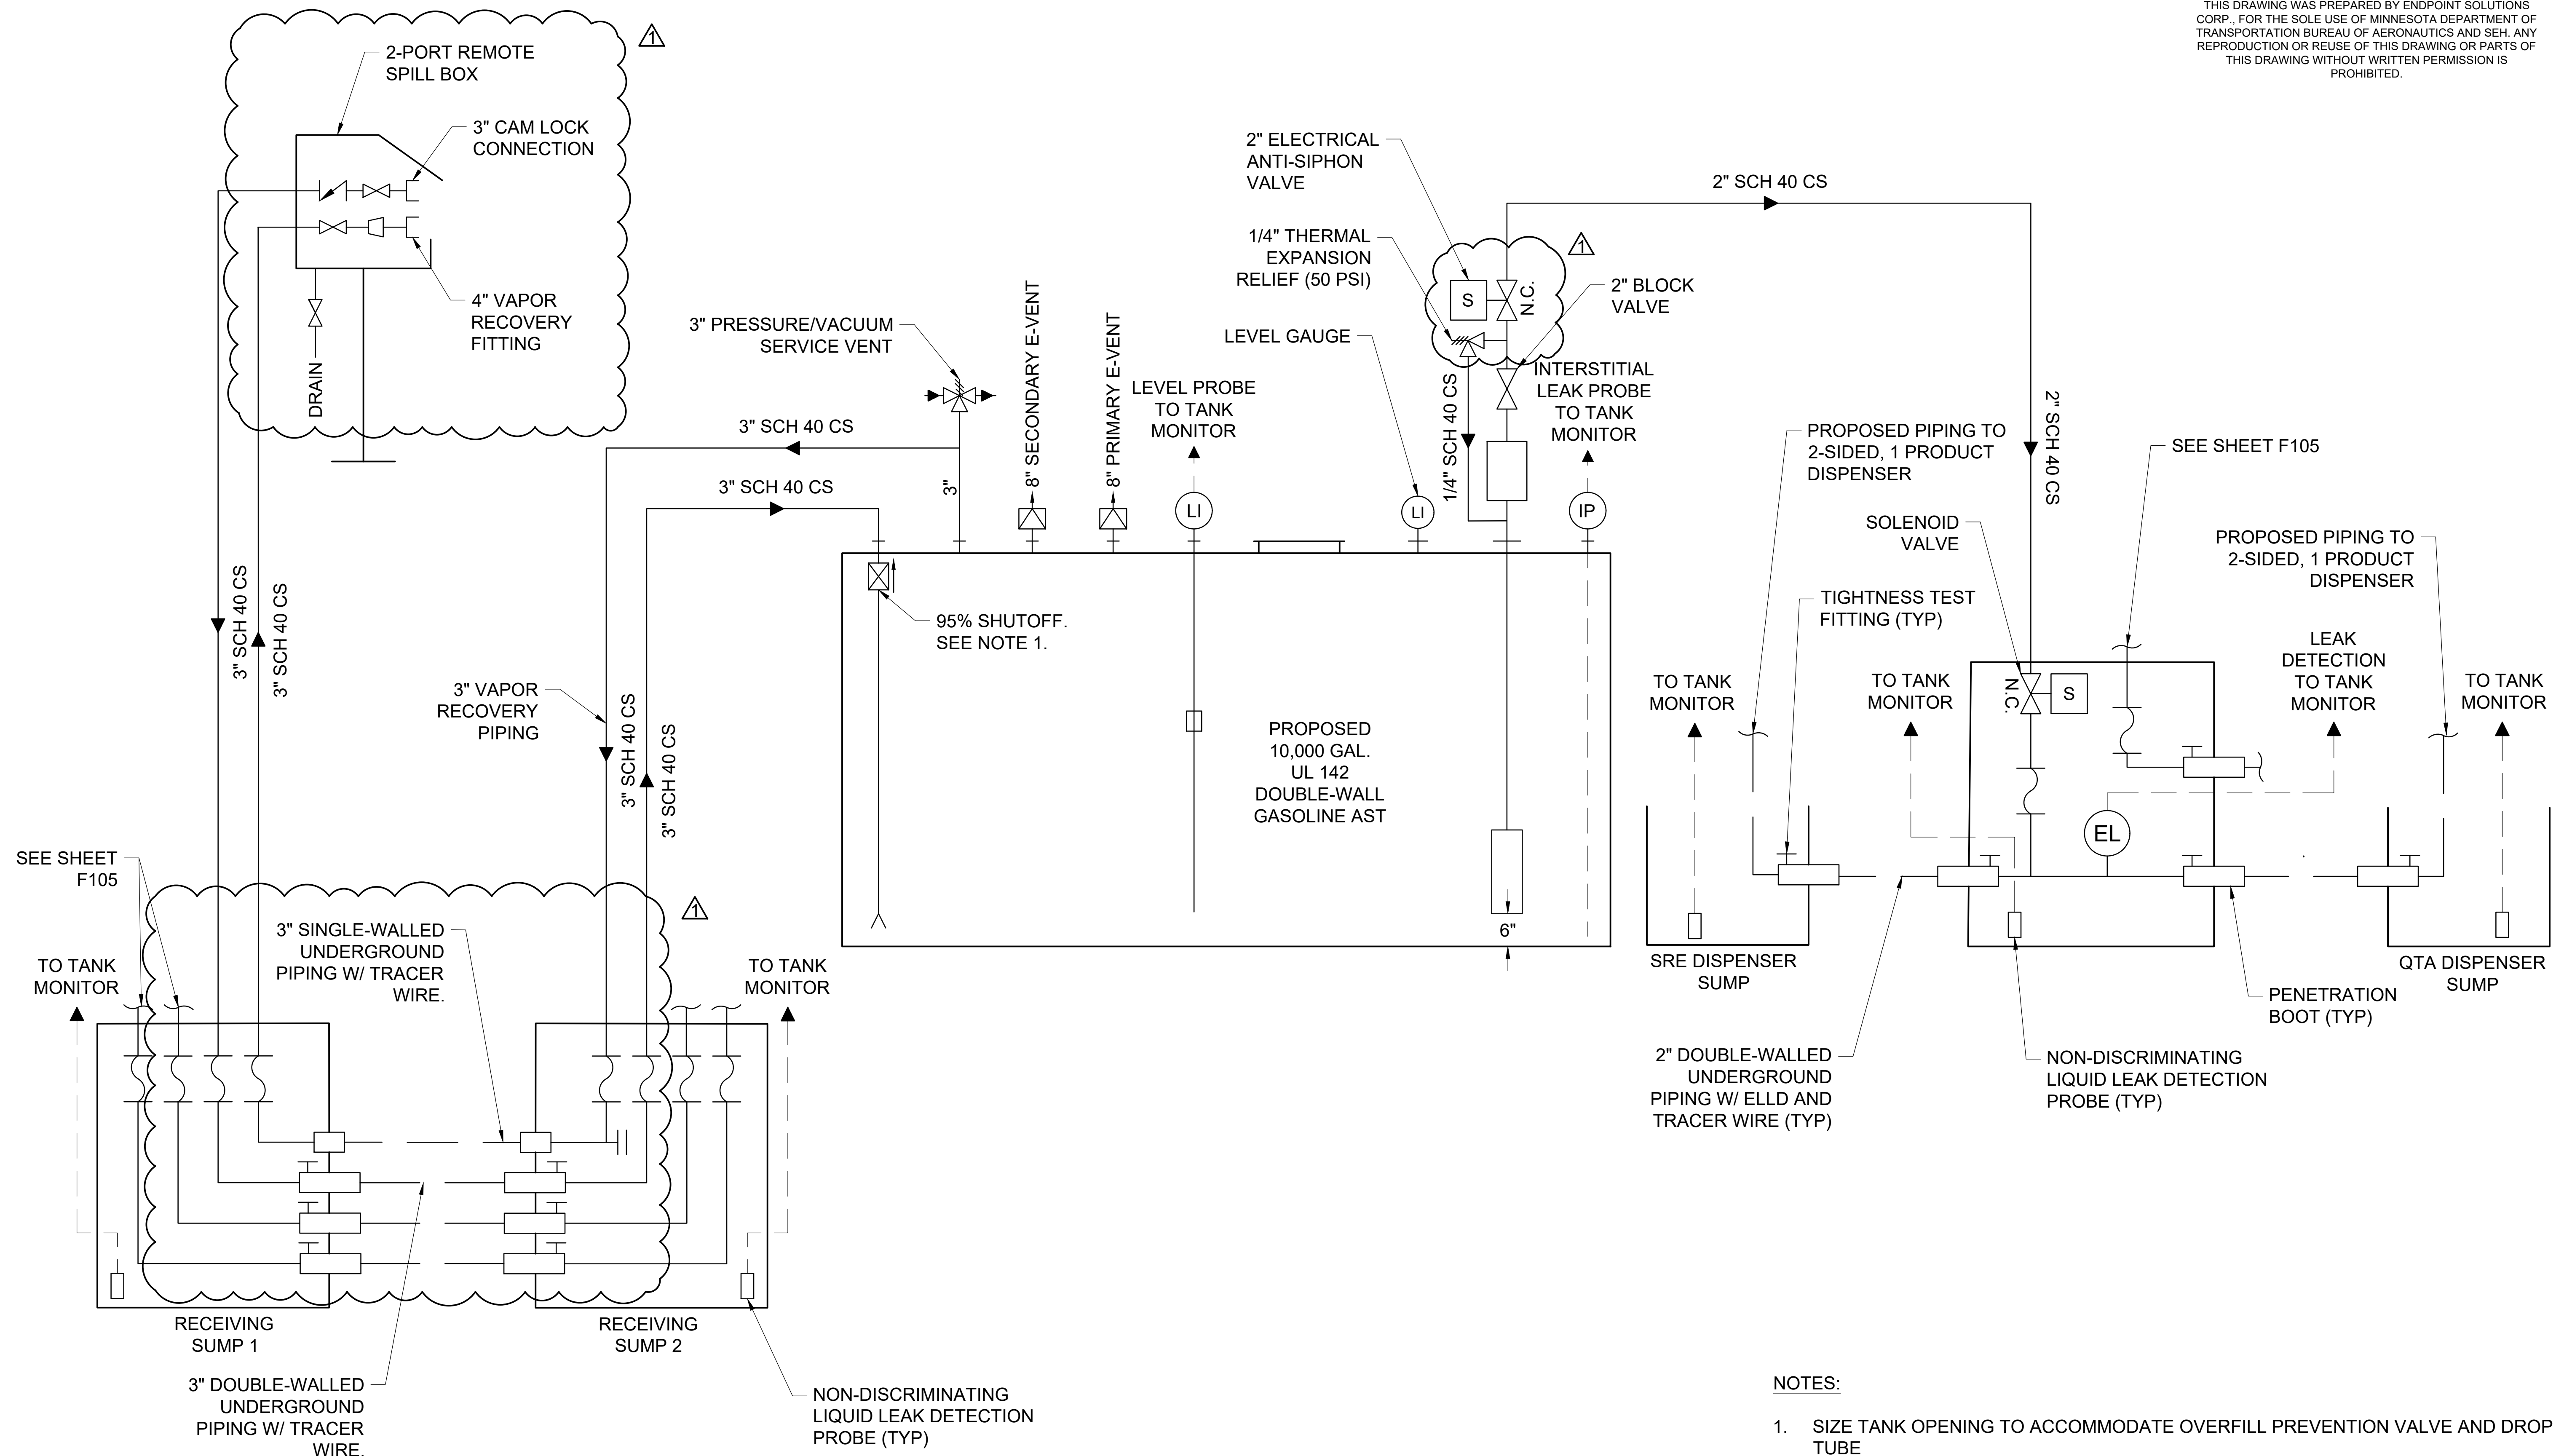 THIS DRAWING WAS PREPARED BY ENDPOINT SOLUTIONS
CORP., FOR THE SOLE USE OF MINNESOTA DEPARTMENT OF
TRANSPORTATION BUREAU OF AERONAUTICS AND SEH. ANY
REPRODUCTION OR REUSE OF THIS DRAWING OR PARTS OF
THIS DRAWING WITHOUT WRITTEN PERMISSION IS
PROHIBITED.
1
2-PORT REMOTE
SPILL BOX
3" CAM LOCK
CONNECTION
4" VAPOR
RECOVERY
FITTING
DRAIN
3" SCH 40 CS
3" SCH 40 CS
3" PRESSURE/VACUUM
SERVICE VENT
3" SCH 40 CS
3" SCH 40 CS
3"
8" SECONDARY E-VENT
8" PRIMARY E-VENT
LEVEL PROBE
TO TANK
MONITOR
LI
2" ELECTRICAL
ANTI-SIPHON
VALVE
1/4" THERMAL
EXPANSION
RELIEF (50 PSI)
LEVEL GAUGE
LI
S
N.C.
1
2" BLOCK
VALVE
1/4" SCH 40 CS
INTERSTITIAL
LEAK PROBE
TO TANK
MONITOR
IP
2" SCH 40 CS
2" SCH 40 CS
95% SHUTOFF.
SEE NOTE 1.
3" VAPOR
RECOVERY
PIPING
3" SCH 40 CS
3" SCH 40 CS
PROPOSED
10,000 GAL.
UL 142
DOUBLE-WALL
GASOLINE AST
6"
PROPOSED PIPING TO
2-SIDED, 1 PRODUCT
DISPENSER
SEE SHEET F105
SOLENOID
VALVE
PROPOSED PIPING TO
2-SIDED, 1 PRODUCT
DISPENSER
TIGHTNESS TEST
FITTING (TYP)
TO TANK
MONITOR
TO TANK
MONITOR
N.C.
S
LEAK
DETECTION
TO TANK
MONITOR
TO TANK
MONITOR
EL
SRE DISPENSER
SUMP
QTA DISPENSER
SUMP
PENETRATION
BOOT (TYP)
2" DOUBLE-WALLED
UNDERGROUND
PIPING W/ ELLD AND
TRACER WIRE (TYP)
NON-DISCRIMINATING
LIQUID LEAK DETECTION
PROBE (TYP)
SEE SHEET
F105
1
3" SINGLE-WALLED
UNDERGROUND
PIPING W/ TRACER
WIRE.
TO TANK
MONITOR
TO TANK
MONITOR
RECEIVING
SUMP 1
RECEIVING
SUMP 2
3" DOUBLE-WALLED
UNDERGROUND
PIPING W/ TRACER
WIRE.
NON-DISCRIMINATING
LIQUID LEAK DETECTION
PROBE (TYP)
NOTES:
1. SIZE TANK OPENING TO ACCOMMODATE OVERFILL PREVENTION VALVE AND DROP
TUBE